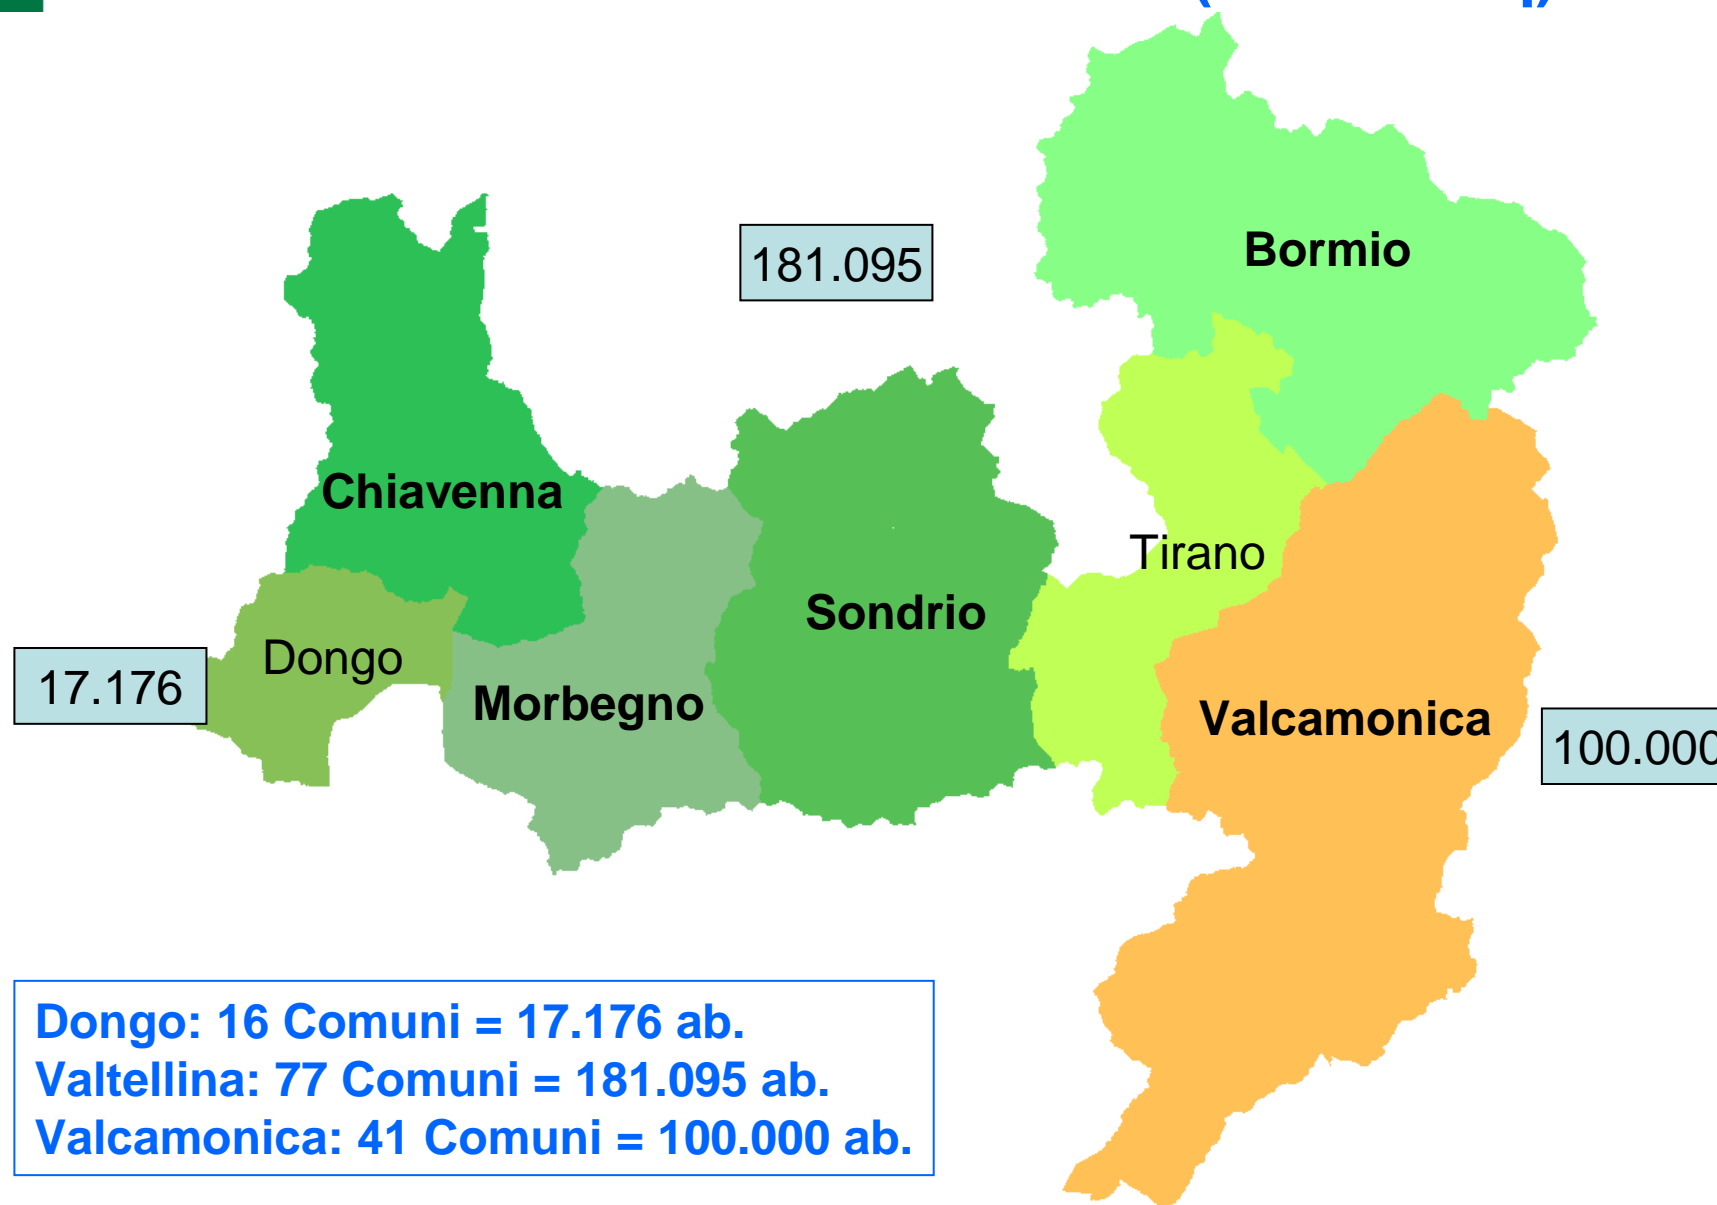 181.095
Bormio
Chiavenna
Tirano
Sondrio
Dongo
17.176
Morbegno
Valcamonica
100.000
Dongo: 16 Comuni = 17.176 ab.
Valtellina: 77 Comuni = 181.095 ab.
Valcamonica: 41 Comuni = 100.000 ab.